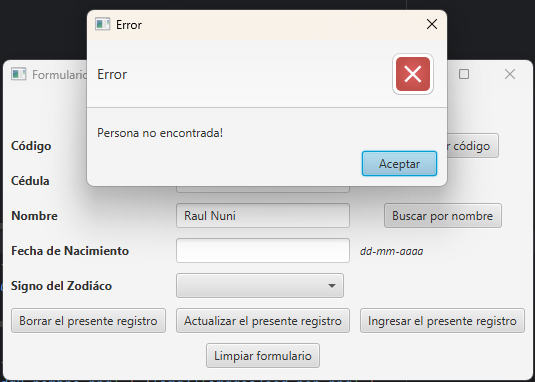 Error
Formulario
Error
Persona no encontrada!
Aceptar
Código
código
Cédula
Nombre Raul Nuni Buscar por nombre
Fecha de Nacimiento dd-mm-aaaa
Signo del Zodiáco
Borrar el presente registro Actualizar el presente registro Ingresar el presente registro
Limpiar formulario